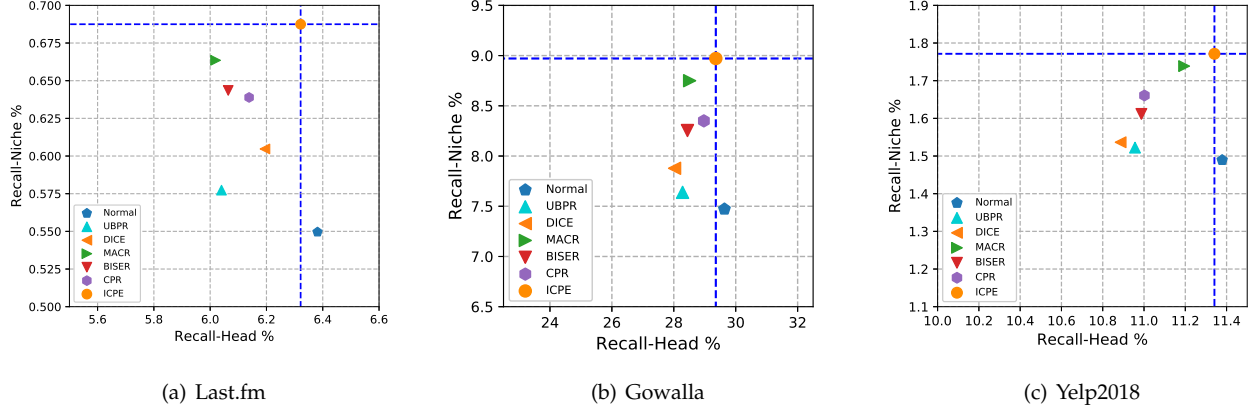 0.700
0.675
0.650
0.625
0.600
0.575
0.550
0.525
0.500
Recall-Niche %
Normal
UBPR
DICE
MACR
BISER
CPR
ICPE
5.6 5.8 6.0 6.2 6.4 6.6
Recall-Head %
(a) Last.fm
9.5
9.0
8.5
8.0
7.5
7.0
6.5
Recall-Niche %
Normal
UBPR
DICE
MACR
BISER
CPR
ICPE
24 26 28 30 32
Recall-Head %
(b) Gowalla
1.9
1.8
1.7
1.6
1.5
1.4
1.3
1.2
1.1
Recall-Niche %
Normal
UBPR
DICE
MACR
BISER
CPR
ICPE
10.0 10.2 10.4 10.6 10.8 11.0 11.2 11.4
Recall-Head %
(c) Yelp2018